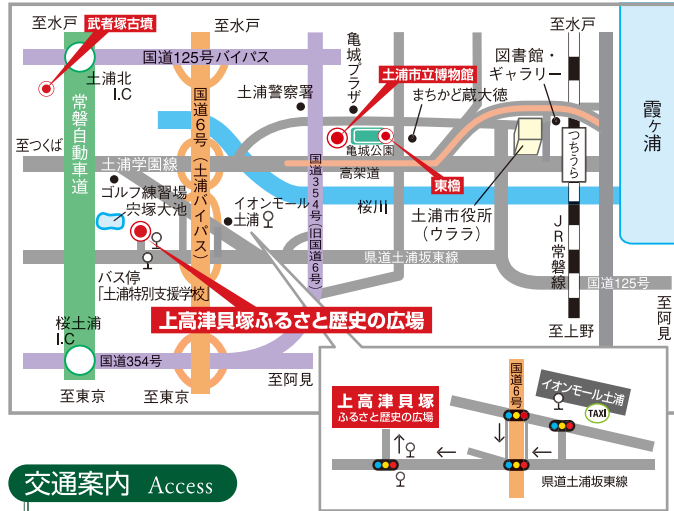 至水戸
武者塚古墳
至水戸
至水戸
国道125号バイパス
土浦北
I.C
亀城プラザ
図書館・
ギャラリー
土浦市立博物館
土浦警察署
まちかど蔵大徳
霞ヶ浦
常磐自動車道
国道6号(土浦バイパス)
至つくば
亀城公園
つちうら
土浦学園線
高架道
東櫓
国道354号(旧国道6号)
ゴルフ練習場
宍塚大池
イオンモール
土浦
桜川
土浦市役所
(ウララ)
JR常磐線
県道土浦坂東線
バス停
「土浦特別支援学校」
国道125号
至
阿
見
上高津貝塚ふるさと歴史の広場
桜土浦
I.C
至上野
国道354号
至阿見
至東京
至東京
国道6号
イオンモール土浦
上高津貝塚
ふるさと歴史の広場
TAXI
県道土浦坂東線
交通案内 Access